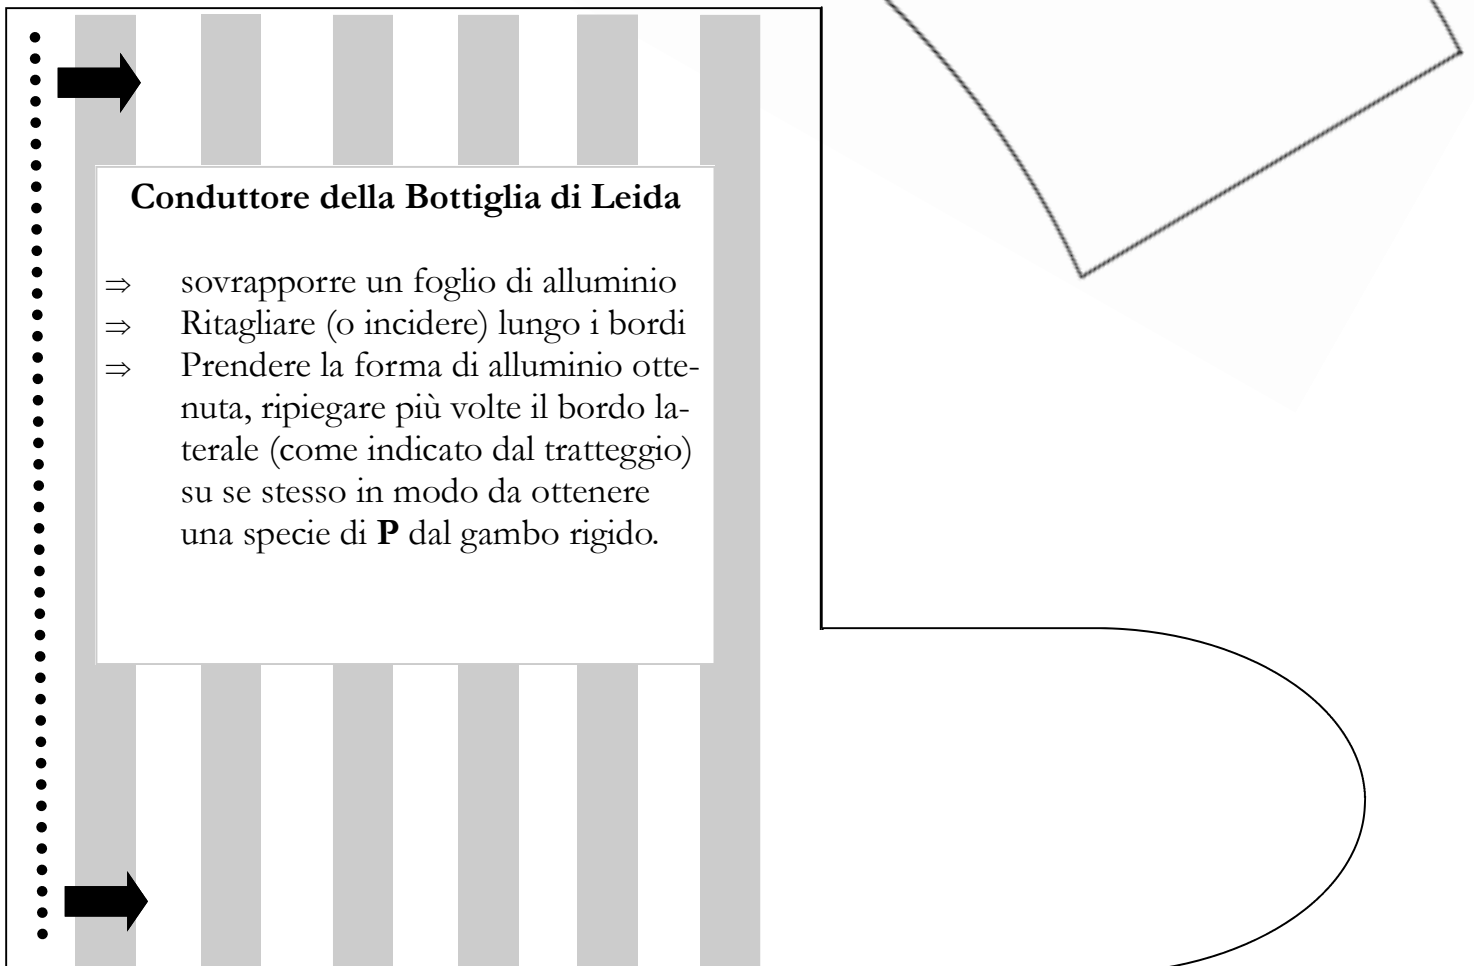 Conduttore della Bottiglia di Leida
⇒ sovrapporre un foglio di alluminio
⇒ Ritagliare (o incidere) lungo i bordi
⇒ Prendere la forma di alluminio otte-
nuta, ripiegare più volte il bordo la-
terale (come indicato dal tratteggio)
su se stesso in modo da ottenere
una specie di P dal gambo rigido.